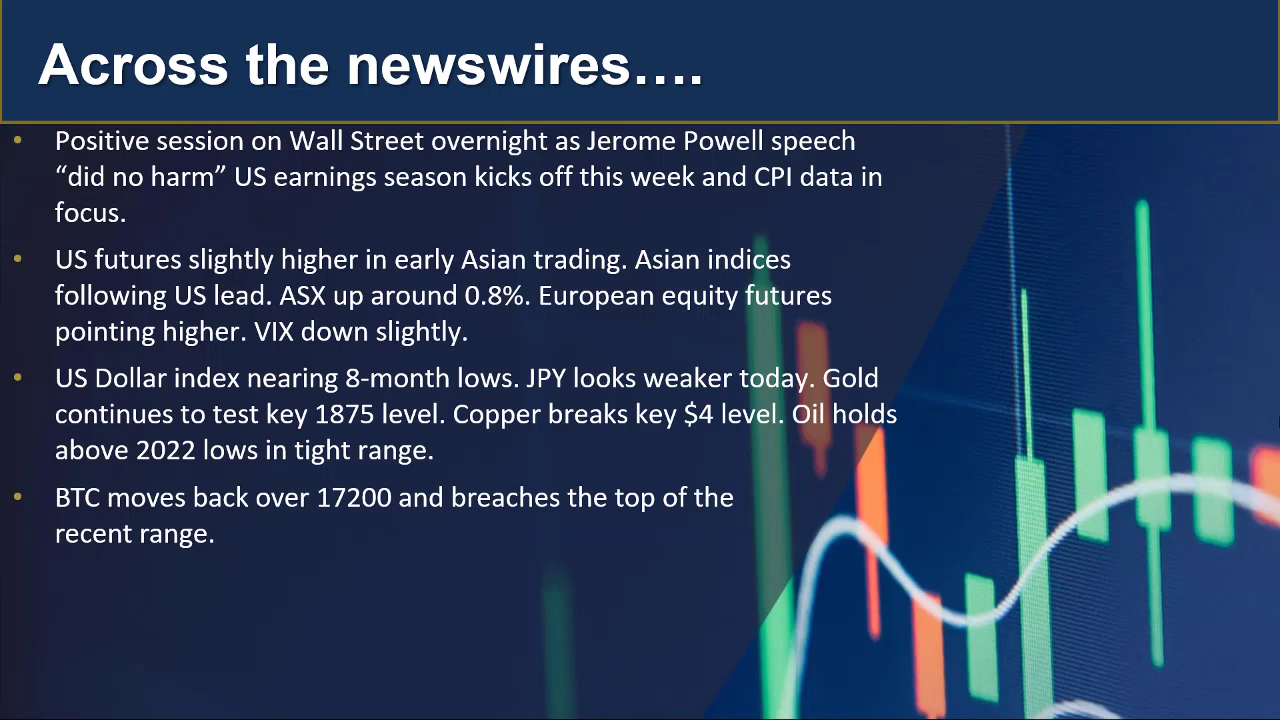 Across the newswires….
• Positive session on Wall Street overnight as Jerome Powell speech
“did no harm” US earnings season kicks off this week and CPI data in
focus.
• US futures slightly higher in early Asian trading. Asian indices
following US lead. ASX up around 0.8%. European equity futures
pointing higher. VIX down slightly.
• US Dollar index nearing 8-month lows. JPY looks weaker today. Gold
continues to test key 1875 level. Copper breaks key $4 level. Oil holds
above 2022 lows in tight range.
• BTC moves back over 17200 and breaches the top of the
recent range.